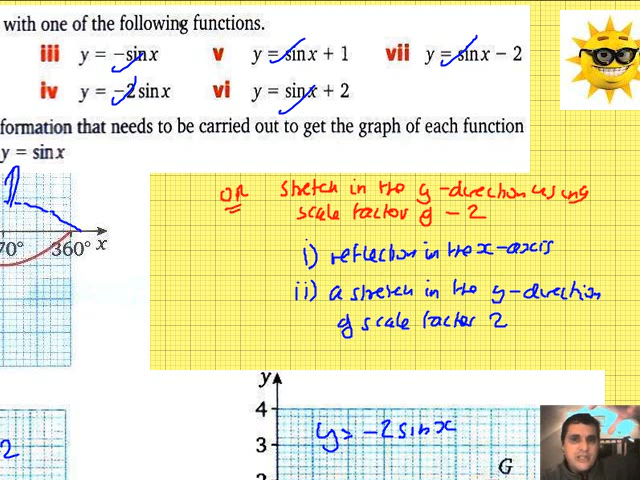 with one of the following functions.
iii y = -sin x v y = sin x + 1 vii y = sin x - 2
iv y = -2 sin x vi y = sin x + 2
formation that needs to be carried out to get the graph of each function
y = sin x
OR stretch in the y-direction using
scale factor of -2
i) reflection in the x-axis
ii) a stretch in the y-direction
of scale factor 2
70° 360° x
y
4
y = -2 sin x
3
G
2
2